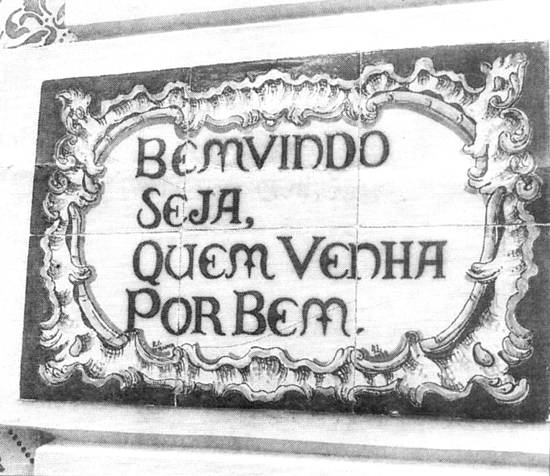 BEMVINDO
SEJA,
QUEM VENHA
POR BEM.